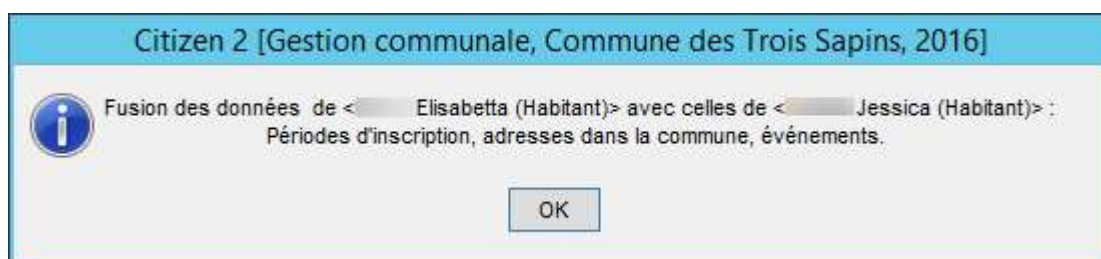 Citizen 2 [Gestion communale, Commune des Trois Sapins, 2016]
Fusion des données de < Elisabetta (Habitant)> avec celles de < Jessica (Habitant)> :
Périodes d'inscription, adresses dans la commune, événements.
OK